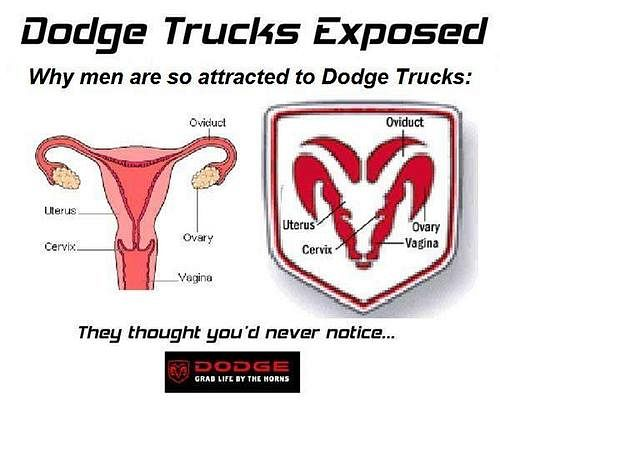 Dodge Trucks Exposed
Why men are so attracted to Dodge Trucks:
Oviduct
Uterus
Ovary
Cervix
Vagina
Oviduct
Uterus
Ovary
Cervix
Vagina
They thought you'd never notice...
DODGE
GRAB LIFE BY THE HORNS